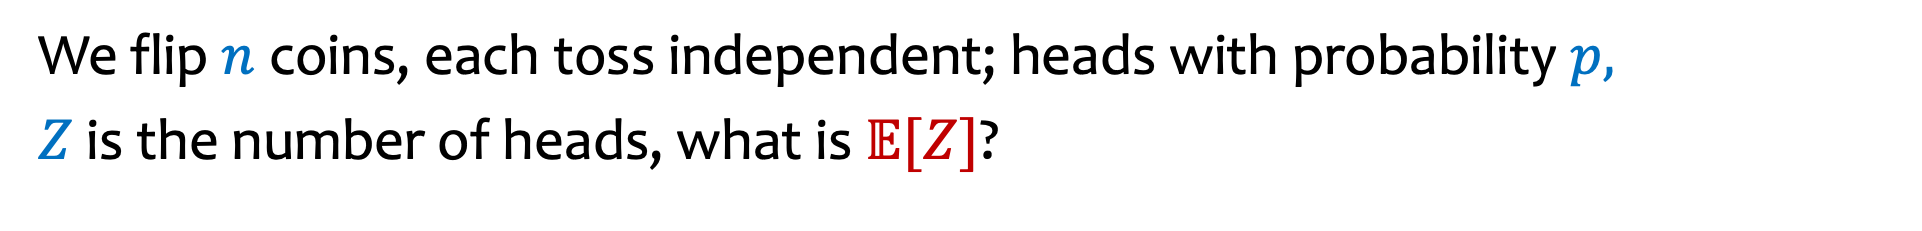 We flip n coins, each toss independent; heads with probability p,
Z is the number of heads, what is 𝔼[Z]?